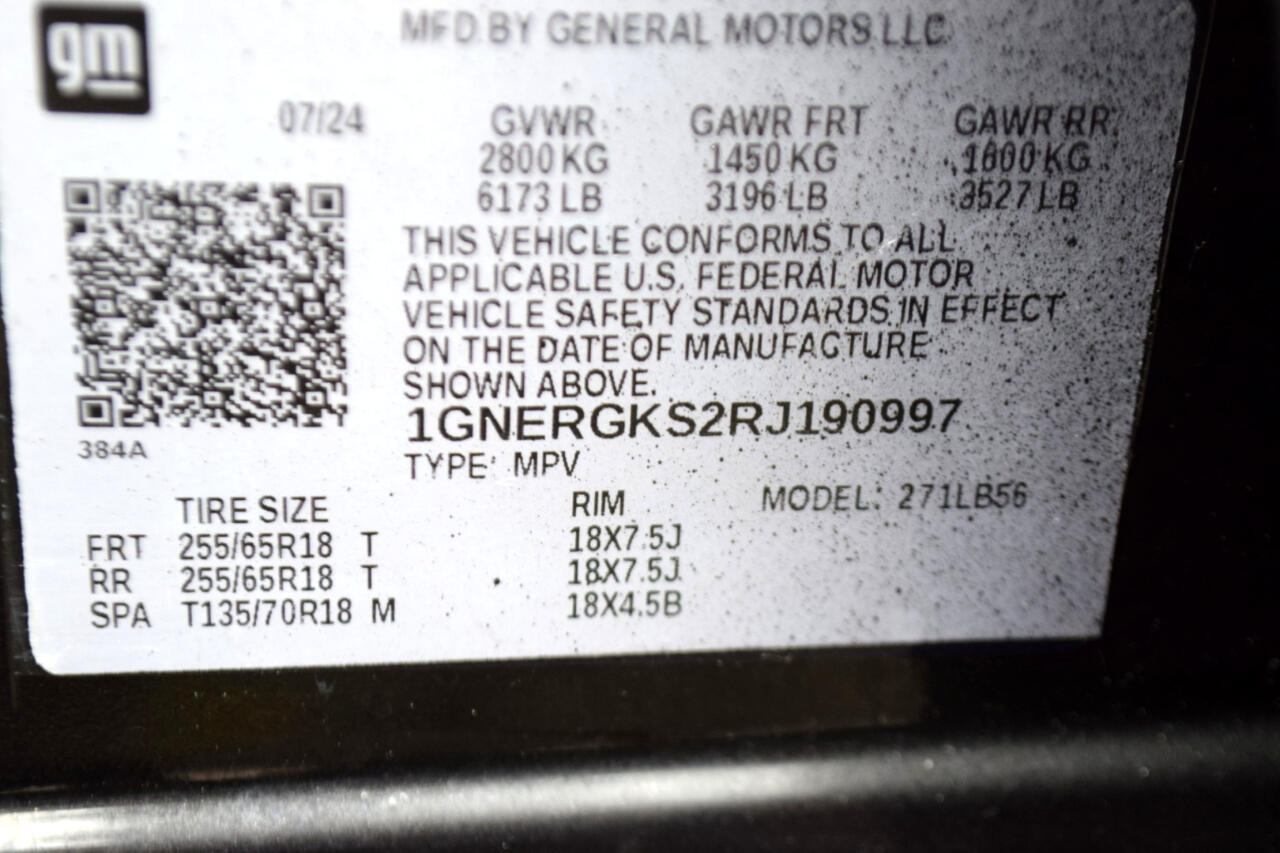 gm
MFD BY GENERAL MOTORS LLC
07/24 GVWR GAWR FRT GAWR RR
2800 KG 1450 KG 1600 KG
6173 LB 3196 LB 3527 LB
THIS VEHICLE CONFORMS TO ALL
APPLICABLE U.S. FEDERAL MOTOR
VEHICLE SAFETY STANDARDS IN EFFECT
ON THE DATE OF MANUFACTURE
SHOWN ABOVE.
1GNERGKS2RJ190997
384A
TYPE: MPV
TIRE SIZE RIM MODEL: 271LB56
FRT 255/65R18 T 18X7.5J
RR 255/65R18 T 18X7.5J
SPA T135/70R18 M 18X4.5B